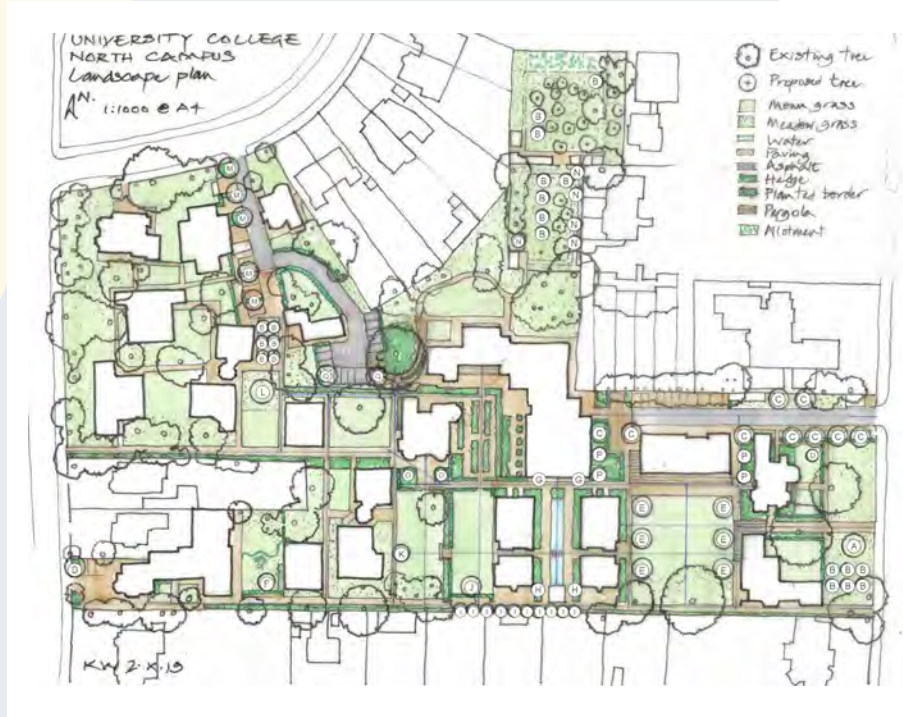 UNIVERSITY COLLEGE
NORTH CAMPUS
Landscape plan
N. 1:1000 @ A4
Existing tree
Proposed tree
Mown grass
Meadow grass
Water
Paving
Asphalt
Hedge
Planted border
Pergola
Allotment
B
B
B
M
M
M
M
M
B B N
B N
B
B N
N
B B
B B
B B
L
G
C C
C C
P
P
C C C C C
P D
P
G G
K
E E
E E
E E
A
B B B
B B B
D
F
J
H H
I I I I I I I I I
KW 2.X.19